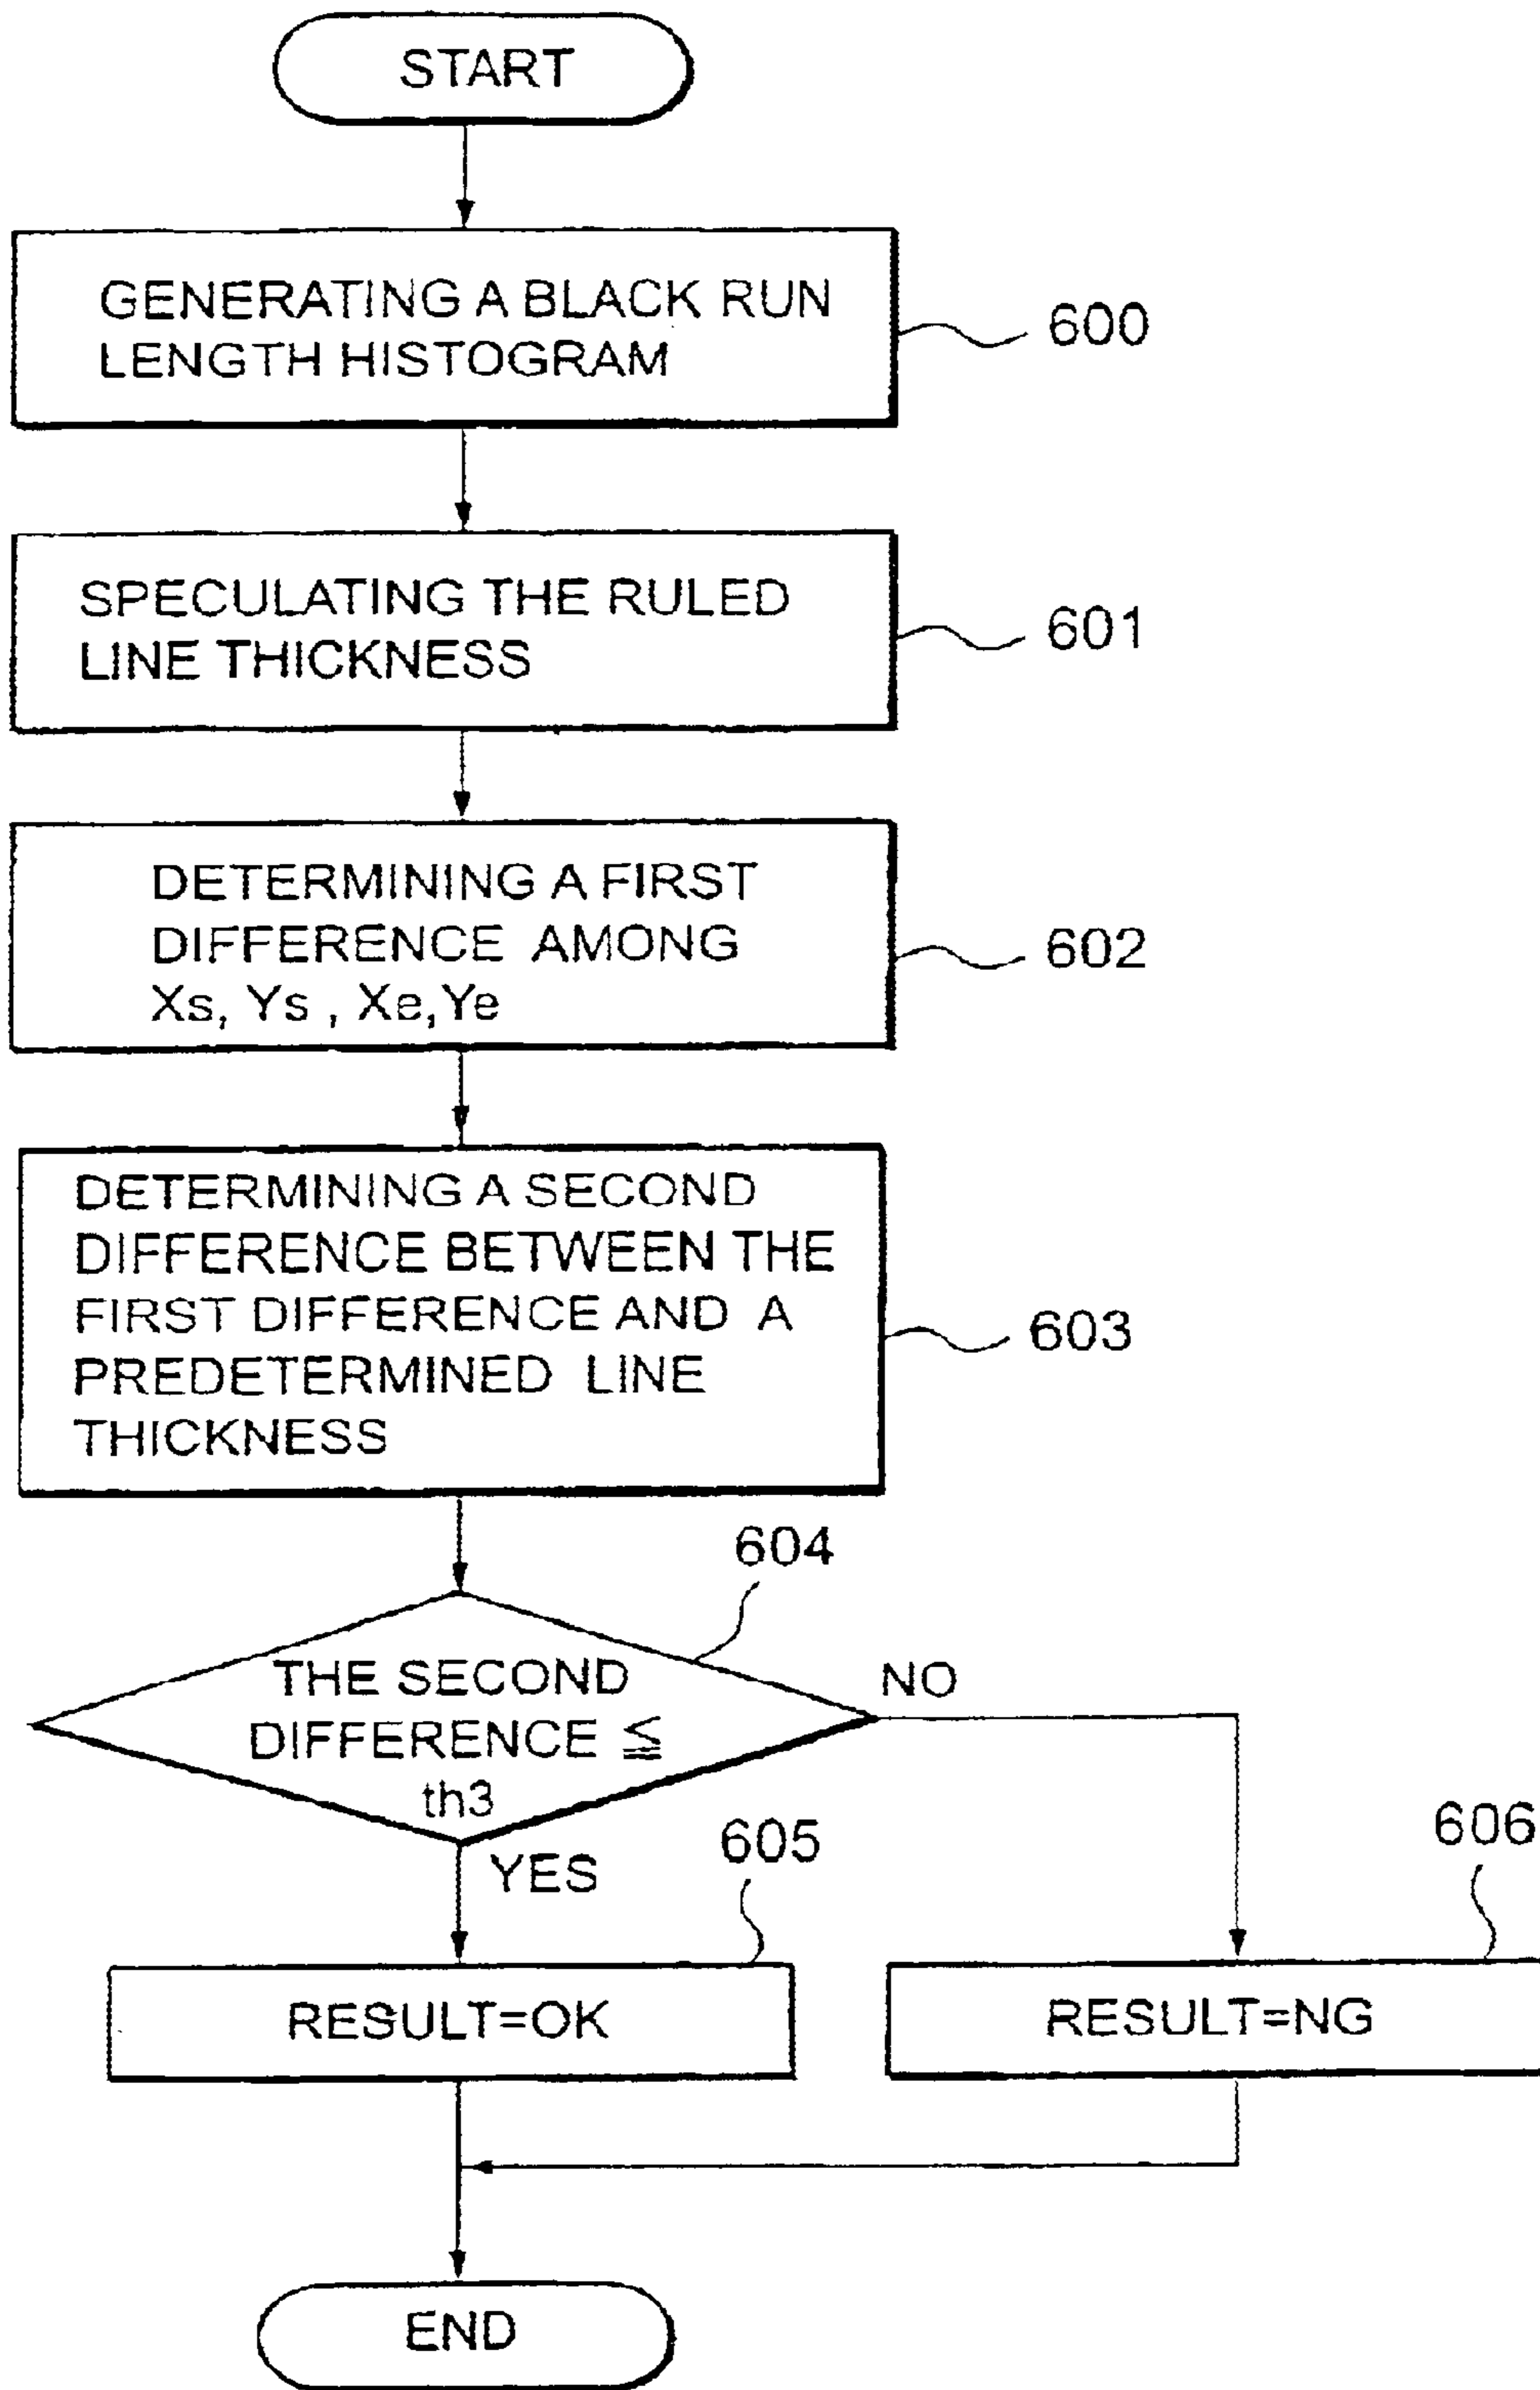 START
GENERATING A BLACK RUN
LENGTH HISTOGRAM
600
SPECULATING THE RULED
LINE THICKNESS
601
DETERMINING A FIRST
DIFFERENCE AMONG
Xs, Ys , Xe,Ye
602
DETERMINING A SECOND
DIFFERENCE BETWEEN THE
FIRST DIFFERENCE AND A
PREDETERMINED LINE
THICKNESS
603
604
THE SECOND
DIFFERENCE ≦
th3
NO
YES
605
606
RESULT=OK
RESULT=NG
END